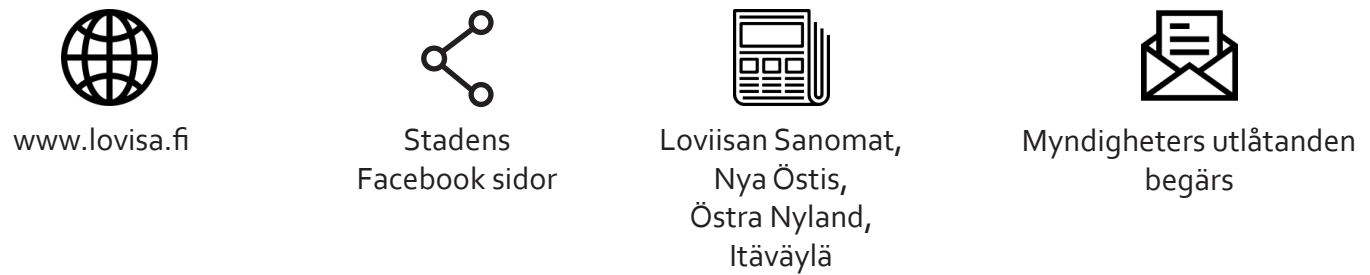 www.lovisa.fi
Stadens
Facebook sidor
Loviisan Sanomat,
Nya Östis,
Östra Nyland,
Itäväylä
Myndigheters utlåtanden
begärs